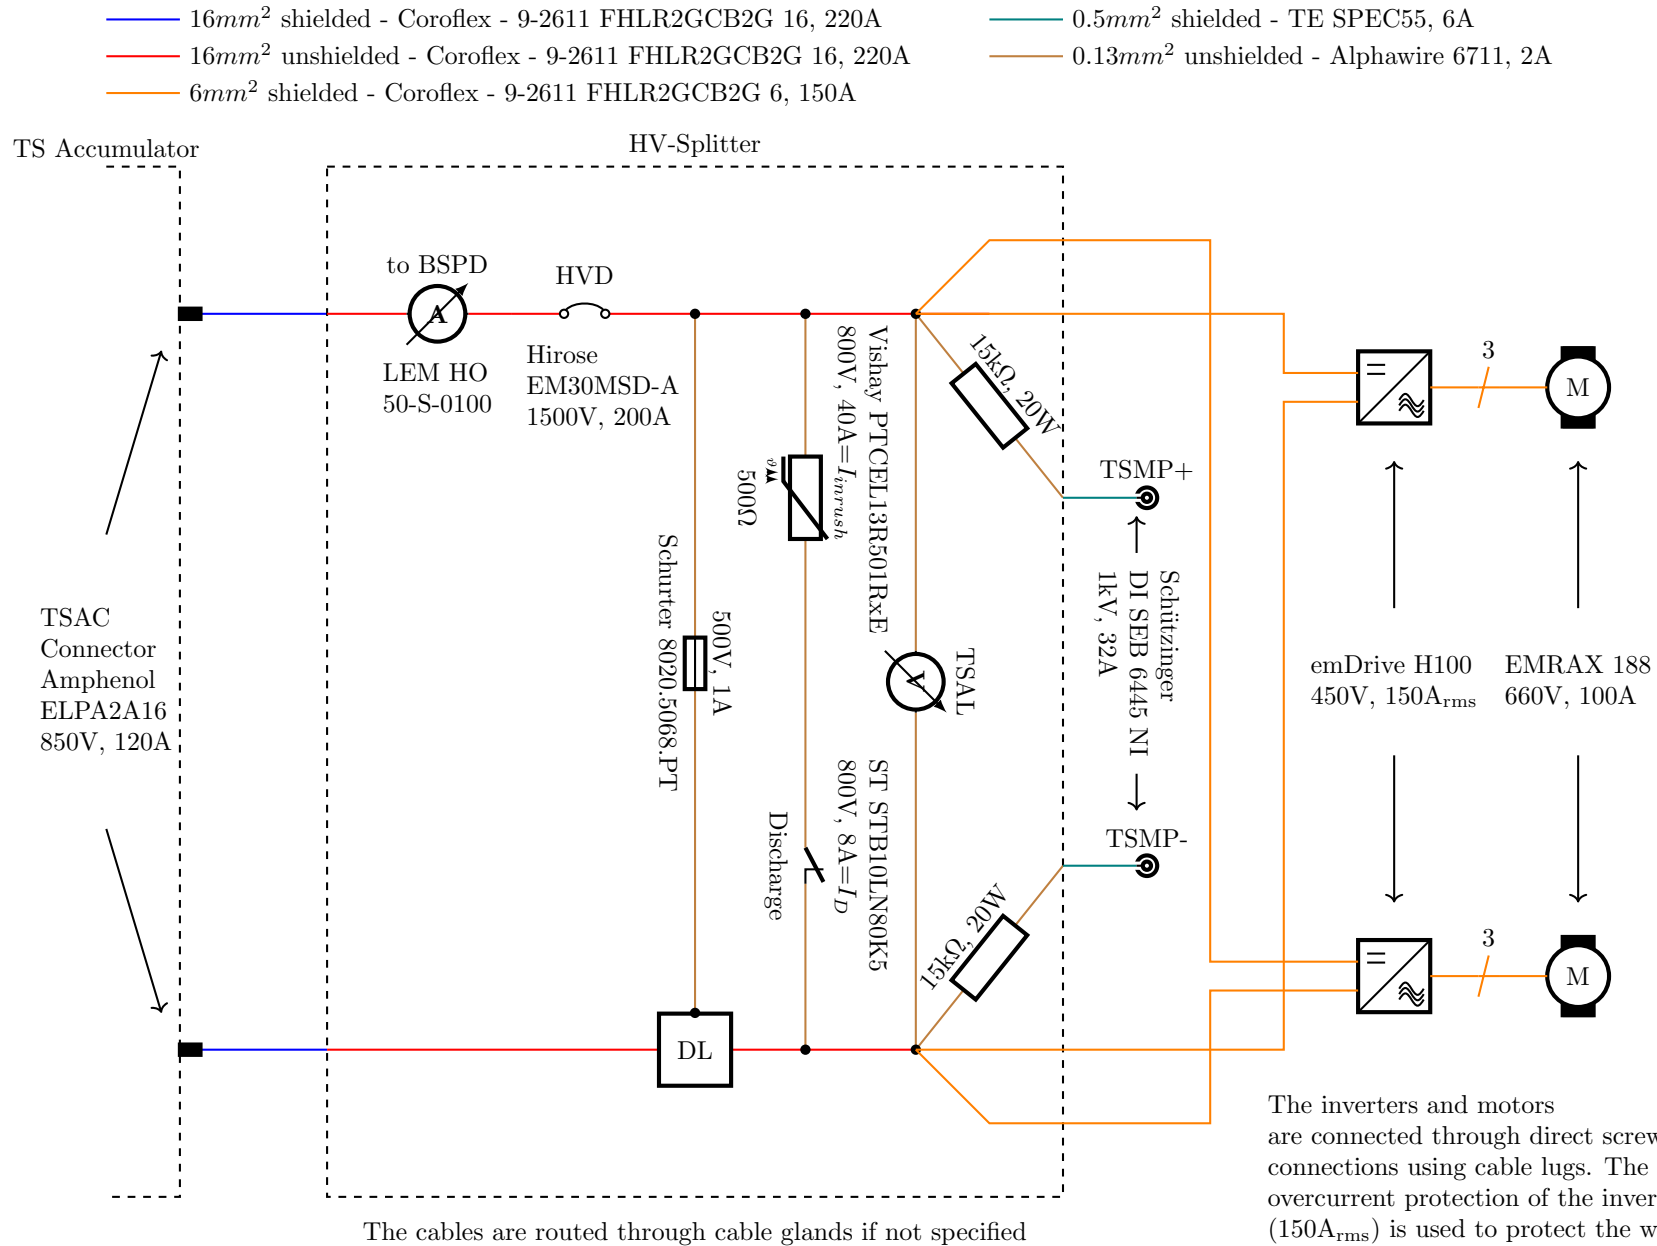 16mm² shielded - Coroflex - 9-2611 FHLR2GCB2G 16, 220A
0.5mm² shielded - TE SPEC55, 6A
16mm² unshielded - Coroflex - 9-2611 FHLR2GCB2G 16, 220A
0.13mm² unshielded - Alphawire 6711, 2A
6mm² shielded - Coroflex - 9-2611 FHLR2GCB2G 6, 150A
TS Accumulator
HV-Splitter
to BSPD
A
LEM HO
50-S-0100
HVD
Hirose
EM30MSD-A
1500V, 200A
Vishay PTCEL13R501RxE
800V, 40A=I_inrush
ϑ
500Ω
15kΩ, 20W
TSMP+
Schützinger
DI SEB 6445 NI
1kV, 32A
TSMP-
500V, 1A
Schurter 8020.5068.PT
V
TSAL
ST STB10LN80K5
800V, 8A=I_D
Discharge
15kΩ, 20W
DL
TSAC
Connector
Amphenol
ELPA2A16
850V, 120A
3
M
emDrive H100
450V, 150A_rms
EMRAX 188
660V, 100A
3
M
The inverters and motors
are connected through direct screw
connections using cable lugs. The
overcurrent protection of the inver
(150A_rms) is used to protect the w
The cables are routed through cable glands if not specified